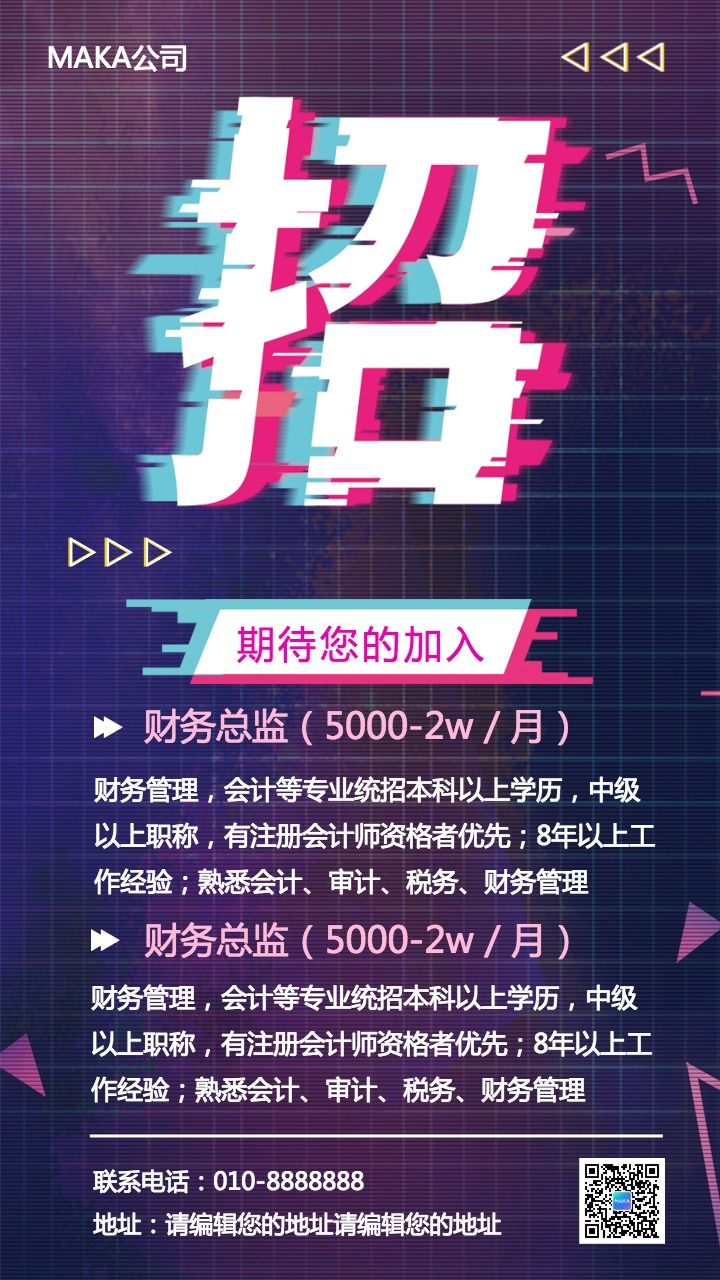 MAKA公司
招
期待您的加入
财务总监（5000-2w／月）
财务管理，会计等专业统招本科以上学历，中级
以上职称，有注册会计师资格者优先；8年以上工
作经验；熟悉会计、审计、税务、财务管理
财务总监（5000-2w／月）
财务管理，会计等专业统招本科以上学历，中级
以上职称，有注册会计师资格者优先；8年以上工
作经验；熟悉会计、审计、税务、财务管理
联系电话：010-8888888
MAKA
地址：请编辑您的地址请编辑您的地址